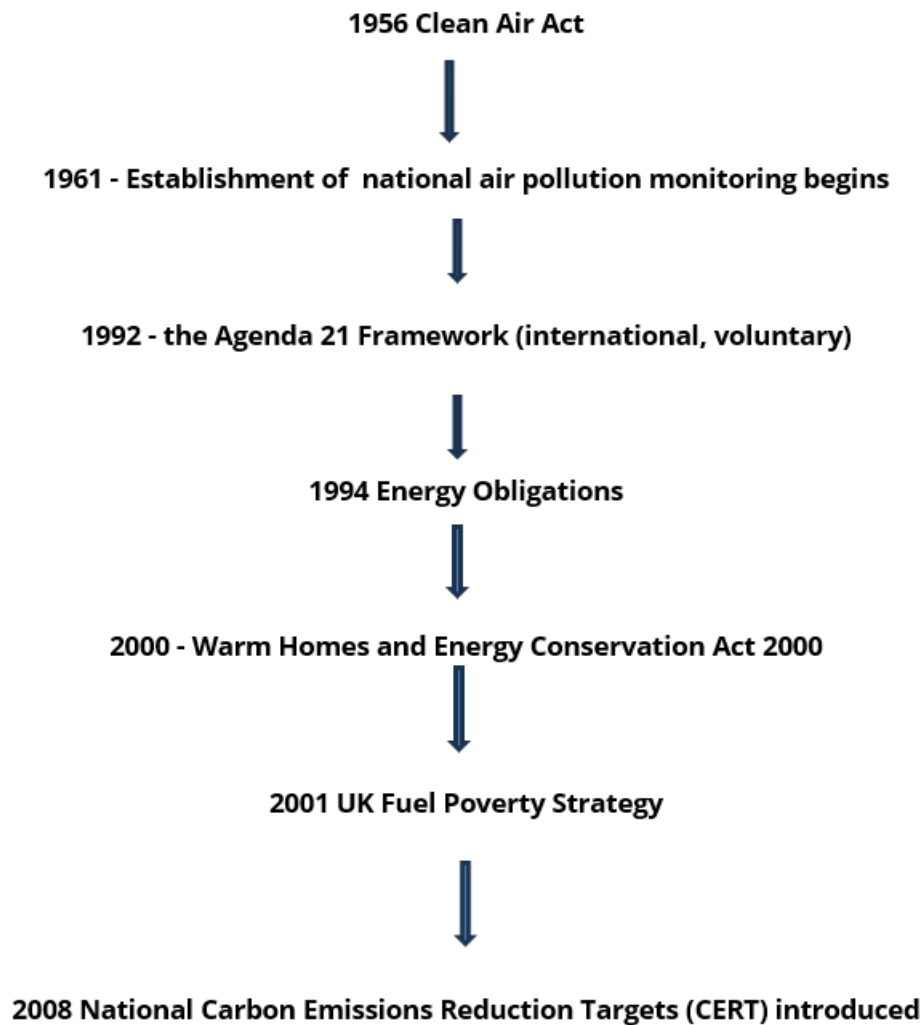 1956 Clean Air Act
1961 - Establishment of  national air pollution monitoring begins
1992 - the Agenda 21 Framework (international, voluntary)
1994 Energy Obligations
2000 - Warm Homes and Energy Conservation Act 2000
2001 UK Fuel Poverty Strategy
2008 National Carbon Emissions Reduction Targets (CERT) introduced